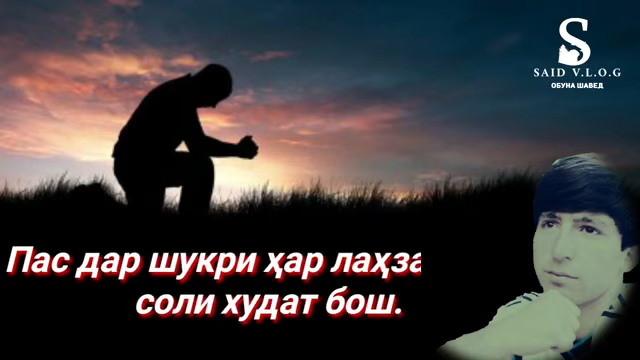 S
SAID V.L.O.G
ОБУНА ШАВЕД
Пас дар шукри ҳар лаҳза
соли худат бош.